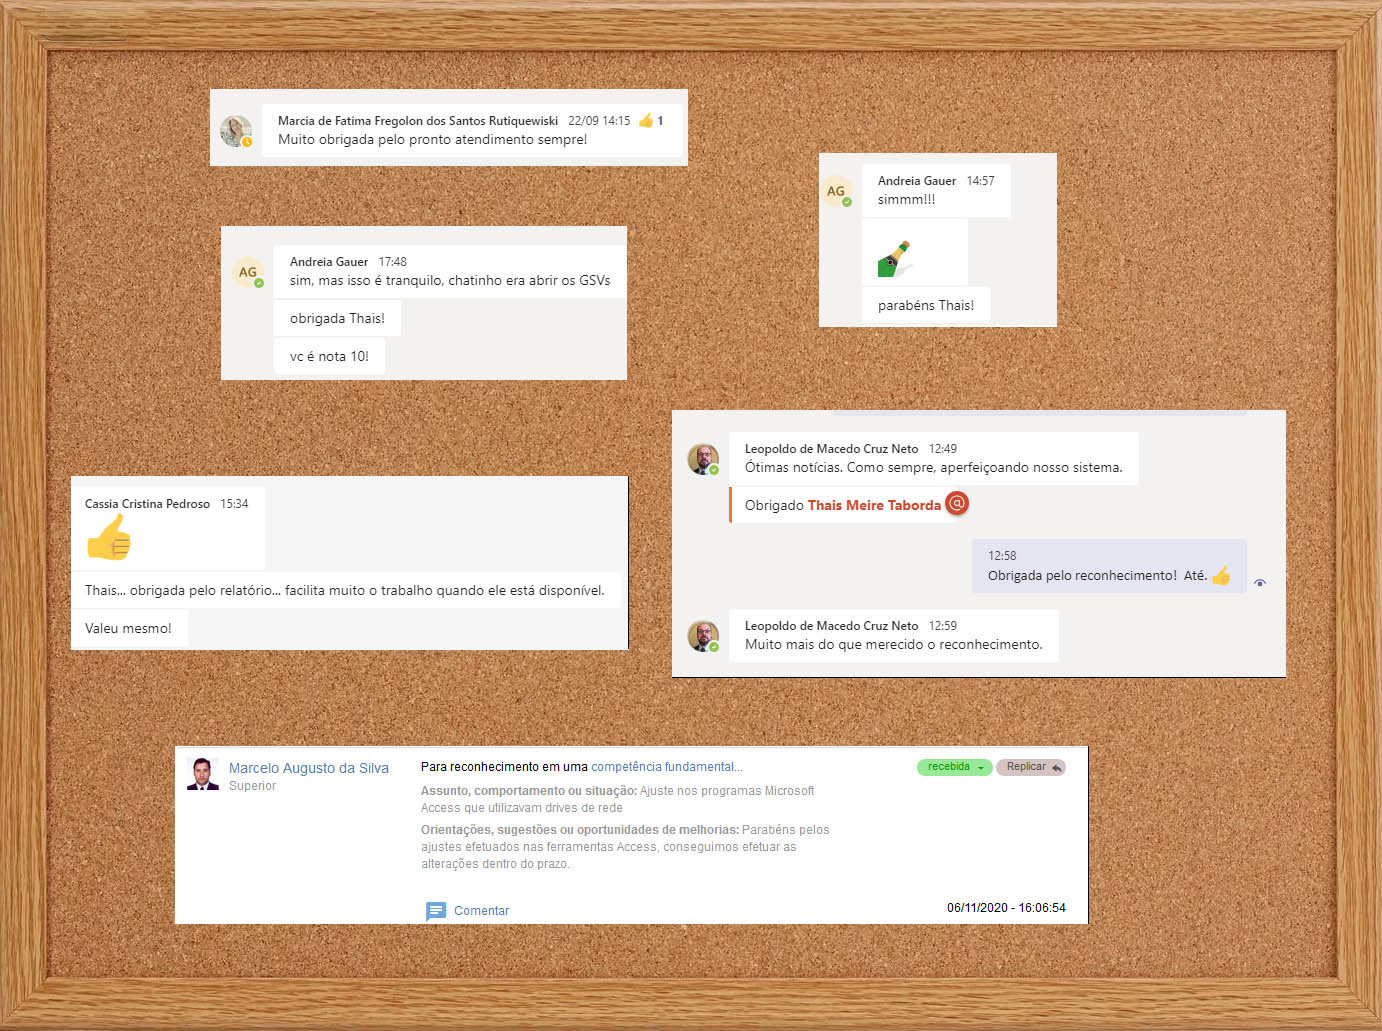 Marcia de Fatima Fregolon dos Santos Rutiquewiski 22/09 14:15 👍 1
Muito obrigada pelo pronto atendimento sempre!
AG
Andreia Gauer 14:57
simmm!!!
parabéns Thais!
AG
Andreia Gauer 17:48
sim, mas isso é tranquilo, chatinho era abrir os GSVs
obrigada Thais!
vc é nota 10!
Leopoldo de Macedo Cruz Neto 12:49
Ótimas notícias. Como sempre, aperfeiçoando nosso sistema.
Obrigado Thais Meire Taborda @
12:58
Obrigada pelo reconhecimento! Até. 👍
Leopoldo de Macedo Cruz Neto 12:59
Muito mais do que merecido o reconhecimento.
Cassia Cristina Pedroso 15:34
Thais... obrigada pelo relatório... facilita muito o trabalho quando ele está disponível.
Valeu mesmo!
Marcelo Augusto da Silva
Superior
Para reconhecimento em uma competência fundamental...
recebida
Replicar
Assunto, comportamento ou situação: Ajuste nos programas Microsoft
Access que utilizavam drives de rede
Orientações, sugestões ou oportunidades de melhorias: Parabéns pelos
ajustes efetuados nas ferramentas Access, conseguimos efetuar as
alterações dentro do prazo.
Comentar
06/11/2020 - 16:06:54